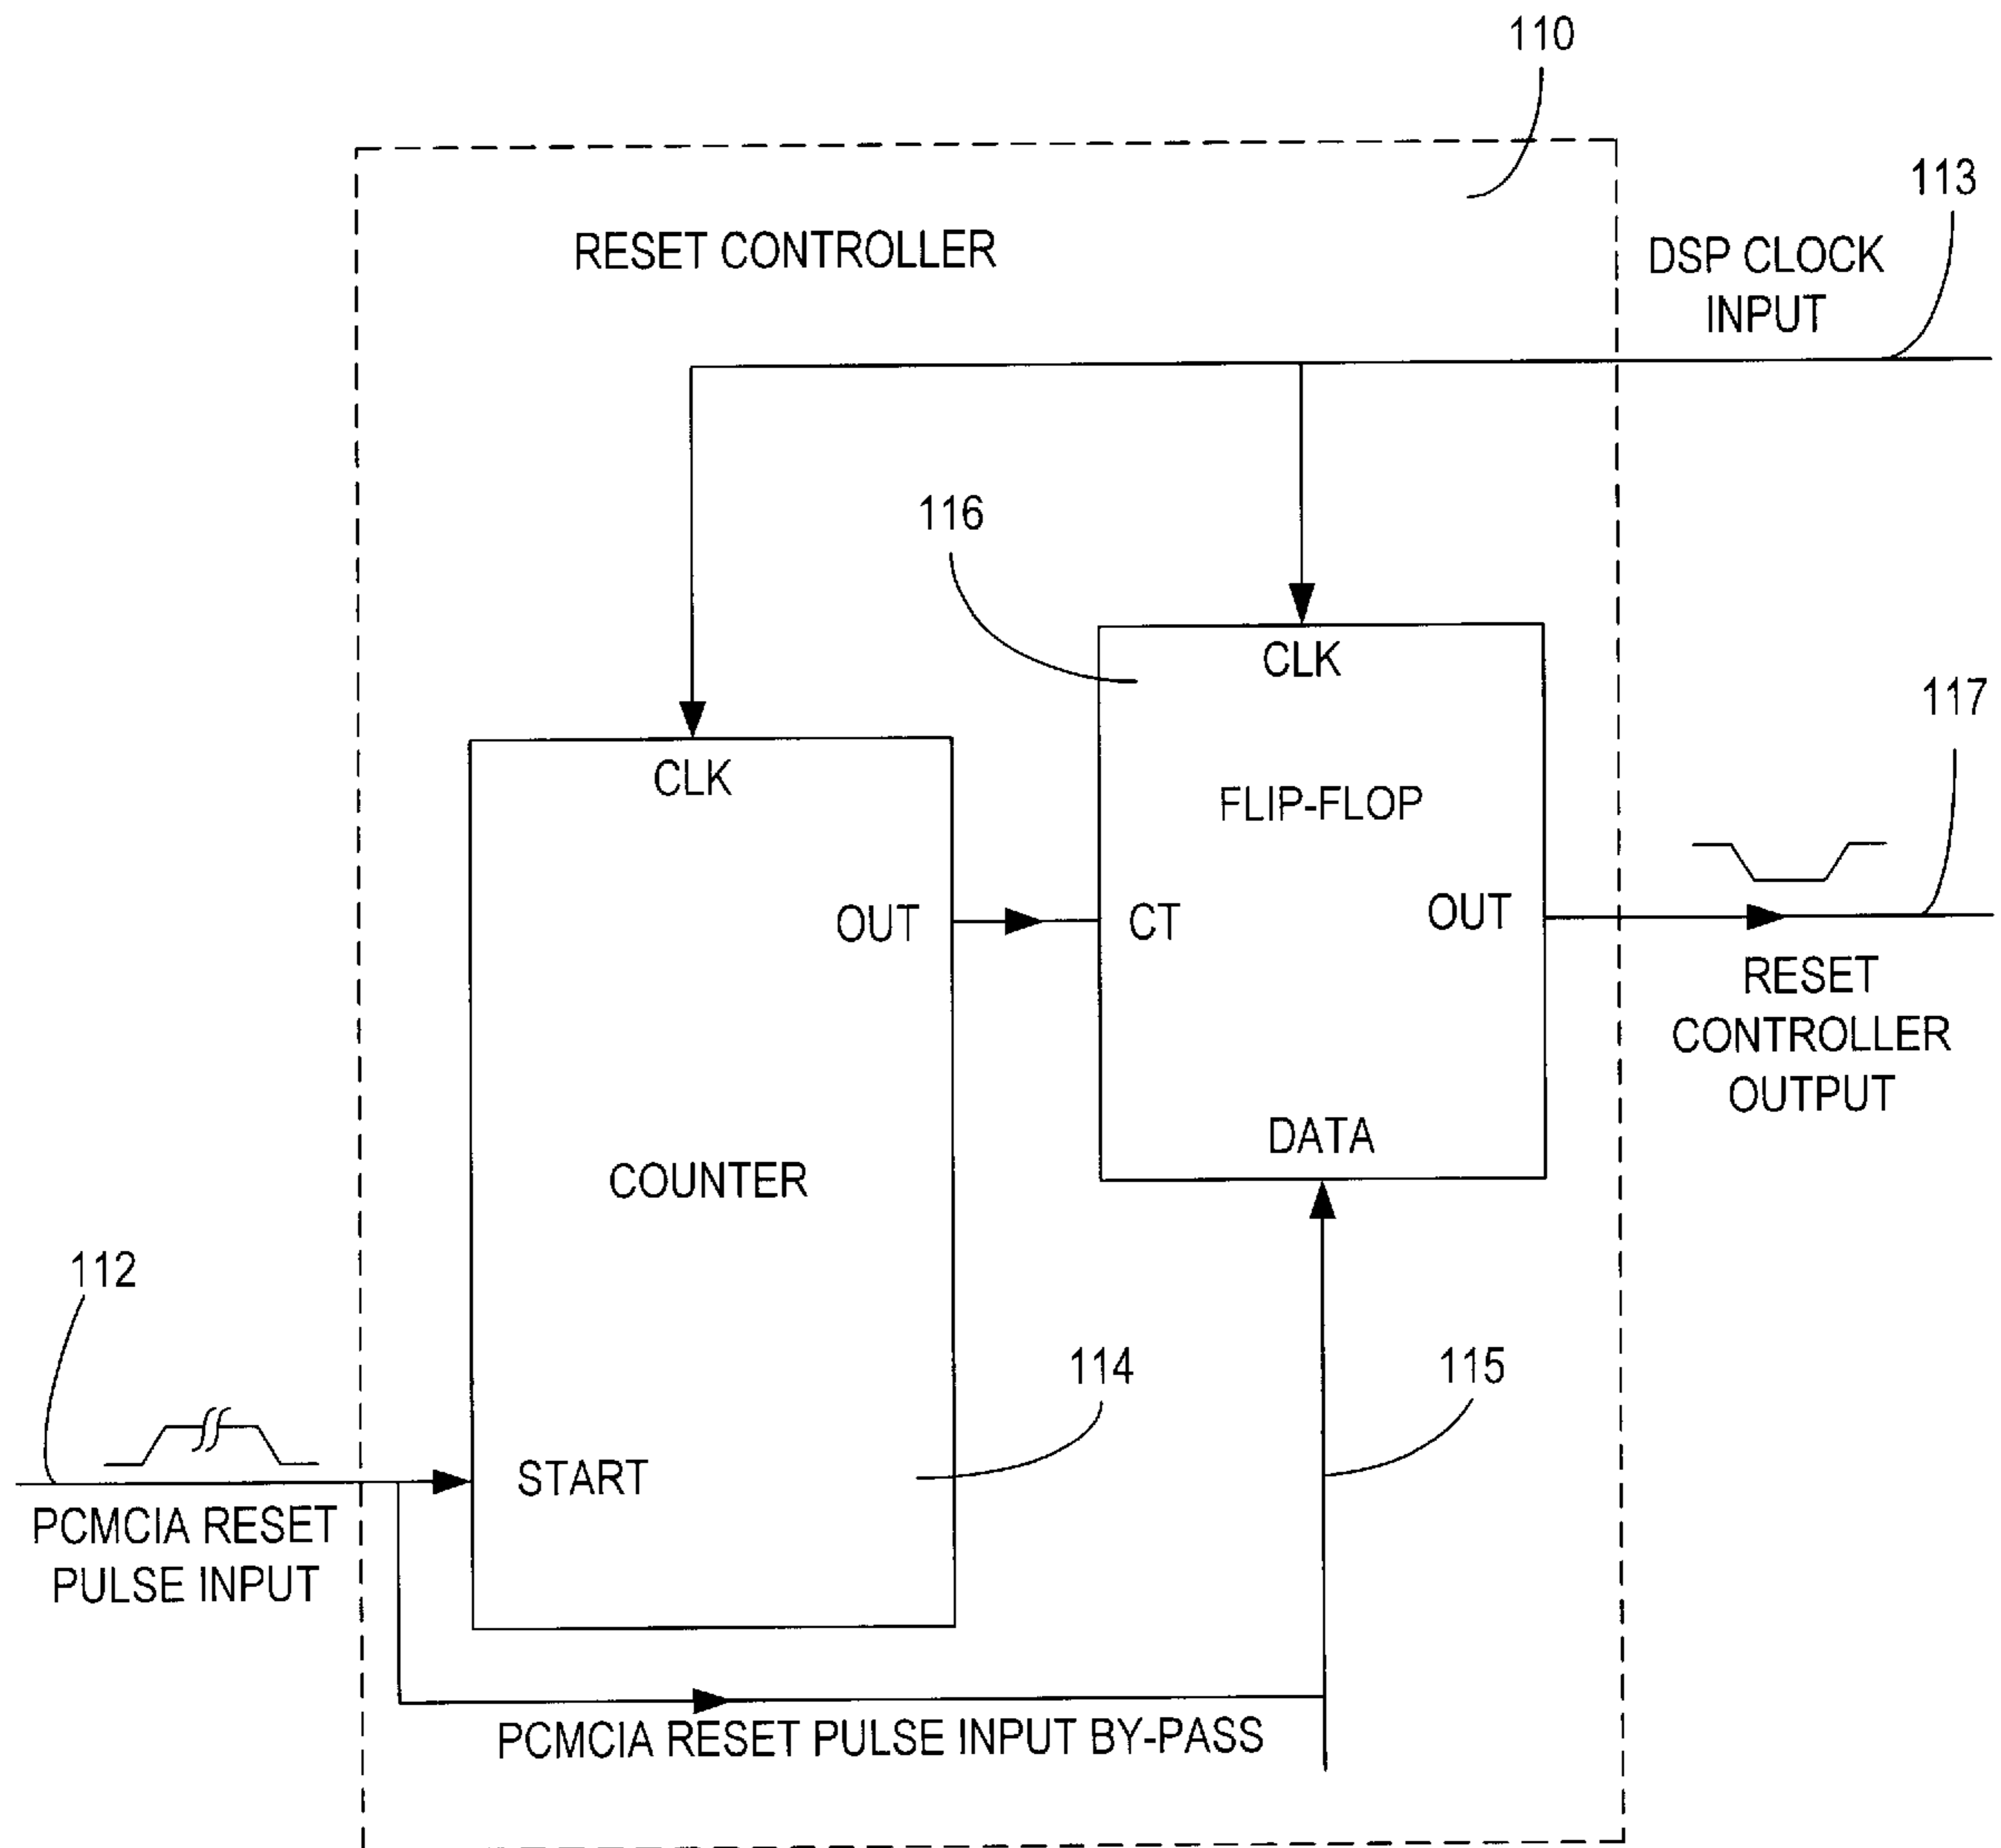 110
113
RESET CONTROLLER
DSP CLOCK
INPUT
116
CLK
117
CLK
FLIP-FLOP
OUT
CT
OUT
RESET
CONTROLLER
OUTPUT
DATA
COUNTER
112
114
115
START
PCMCIA RESET
PULSE INPUT
PCMCIA RESET PULSE INPUT BY-PASS